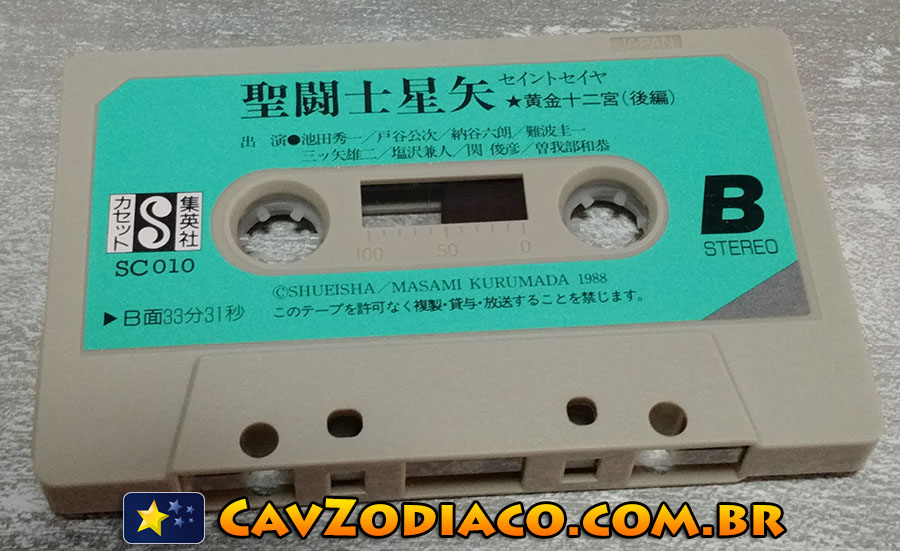 JAPAN
聖闘士星矢 セイントセイヤ
★黄金十二宮(後編)
出 演●池田秀一／戸谷公次／納谷六朗／難波圭一
三ッ矢雄二／塩沢兼人／関 俊彦／曽我部和恭
集英社
S
カセット
SC010
B
STEREO
100 50 0
©SHUEISHA／MASAMI KURUMADA 1988
このテープを許可なく複製・貸与・放送することを禁じます。
▶B面33分31秒
CAVZODIACO.COM.BR